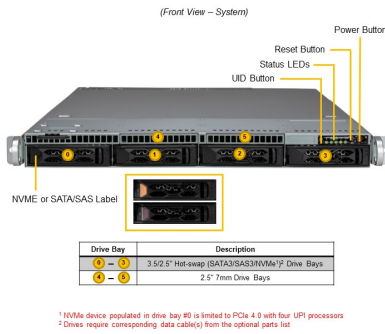 (Front View – System)
Power Button
Reset Button
Status LEDs
UID Button
4
5
0
1
2
3
NVME or SATA/SAS Label
Drive Bay
Description
0 – 3
3.5/2.5" Hot-swap (SATA3/SAS3/NVMe¹)² Drive Bays
4 – 5
2.5" 7mm Drive Bays
¹ NVMe device populated in drive bay #0 is limited to PCIe 4.0 with four UPI processors
² Drives require corresponding data cable(s) from the optional parts list